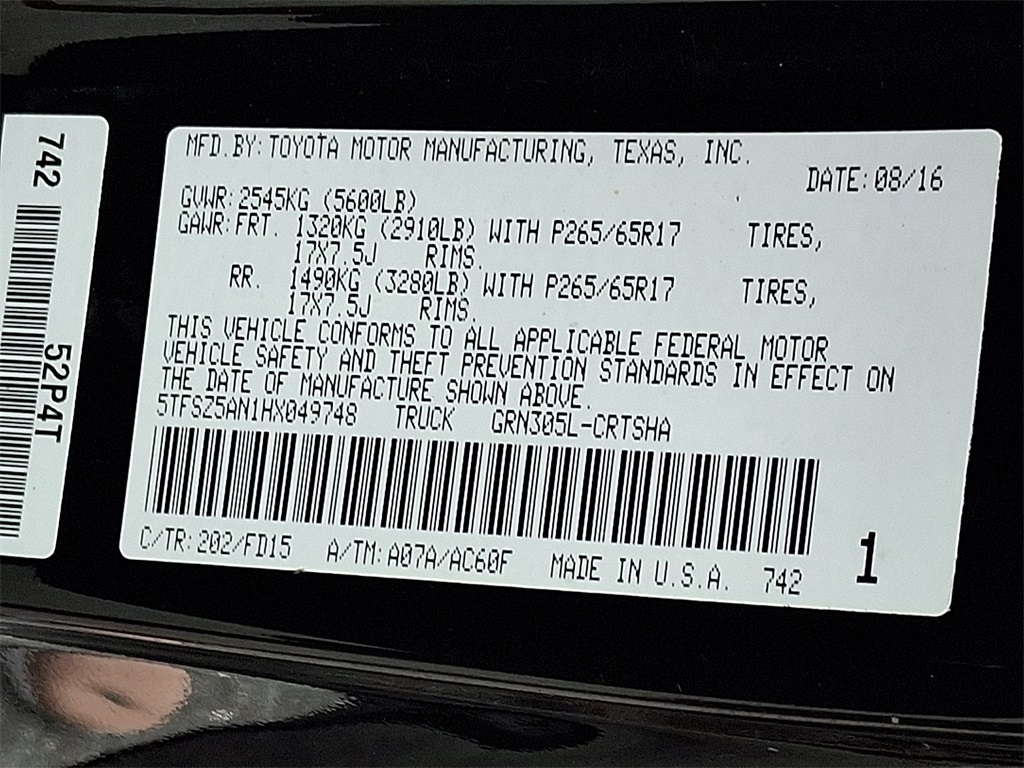 742
52P4T
MFD.BY:TOYOTA MOTOR MANUFACTURING, TEXAS, INC.
DATE:08/16
GVWR:2545KG (5600LB)
GAWR:FRT. 1320KG (2910LB) WITH P265/65R17 TIRES,
17X7.5J RIMS.
RR. 1490KG (3280LB) WITH P265/65R17 TIRES,
17X7.5J RIMS.
THIS VEHICLE CONFORMS TO ALL APPLICABLE FEDERAL MOTOR
VEHICLE SAFETY AND THEFT PREVENTION STANDARDS IN EFFECT ON
THE DATE OF MANUFACTURE SHOWN ABOVE.
5TFSZ5AN1HX049748 TRUCK GRN305L-CRTSHA
C/TR:202/FD15 A/TM:A07A/AC60F MADE IN U.S.A. 742
1